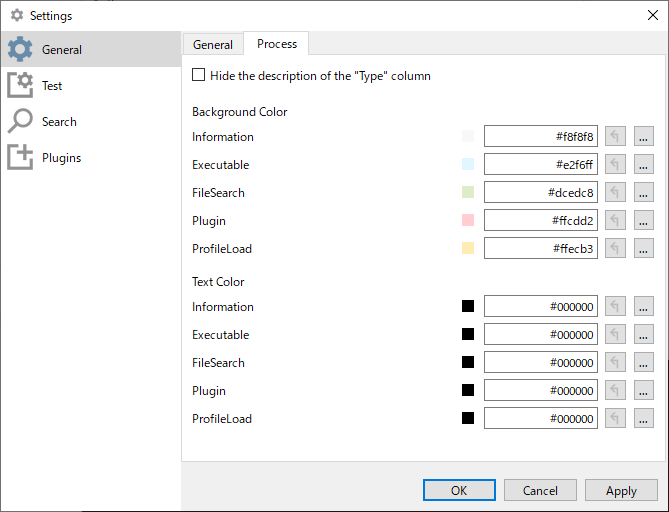 Settings
General
Test
Search
Plugins
General Process
Hide the description of the "Type" column
Background Color
Information #f8f8f8 ...
Executable #e2f6ff ...
FileSearch #dcedc8 ...
Plugin #ffcdd2 ...
ProfileLoad #ffecb3 ...
Text Color
Information #000000 ...
Executable #000000 ...
FileSearch #000000 ...
Plugin #000000 ...
ProfileLoad #000000 ...
OK Cancel Apply